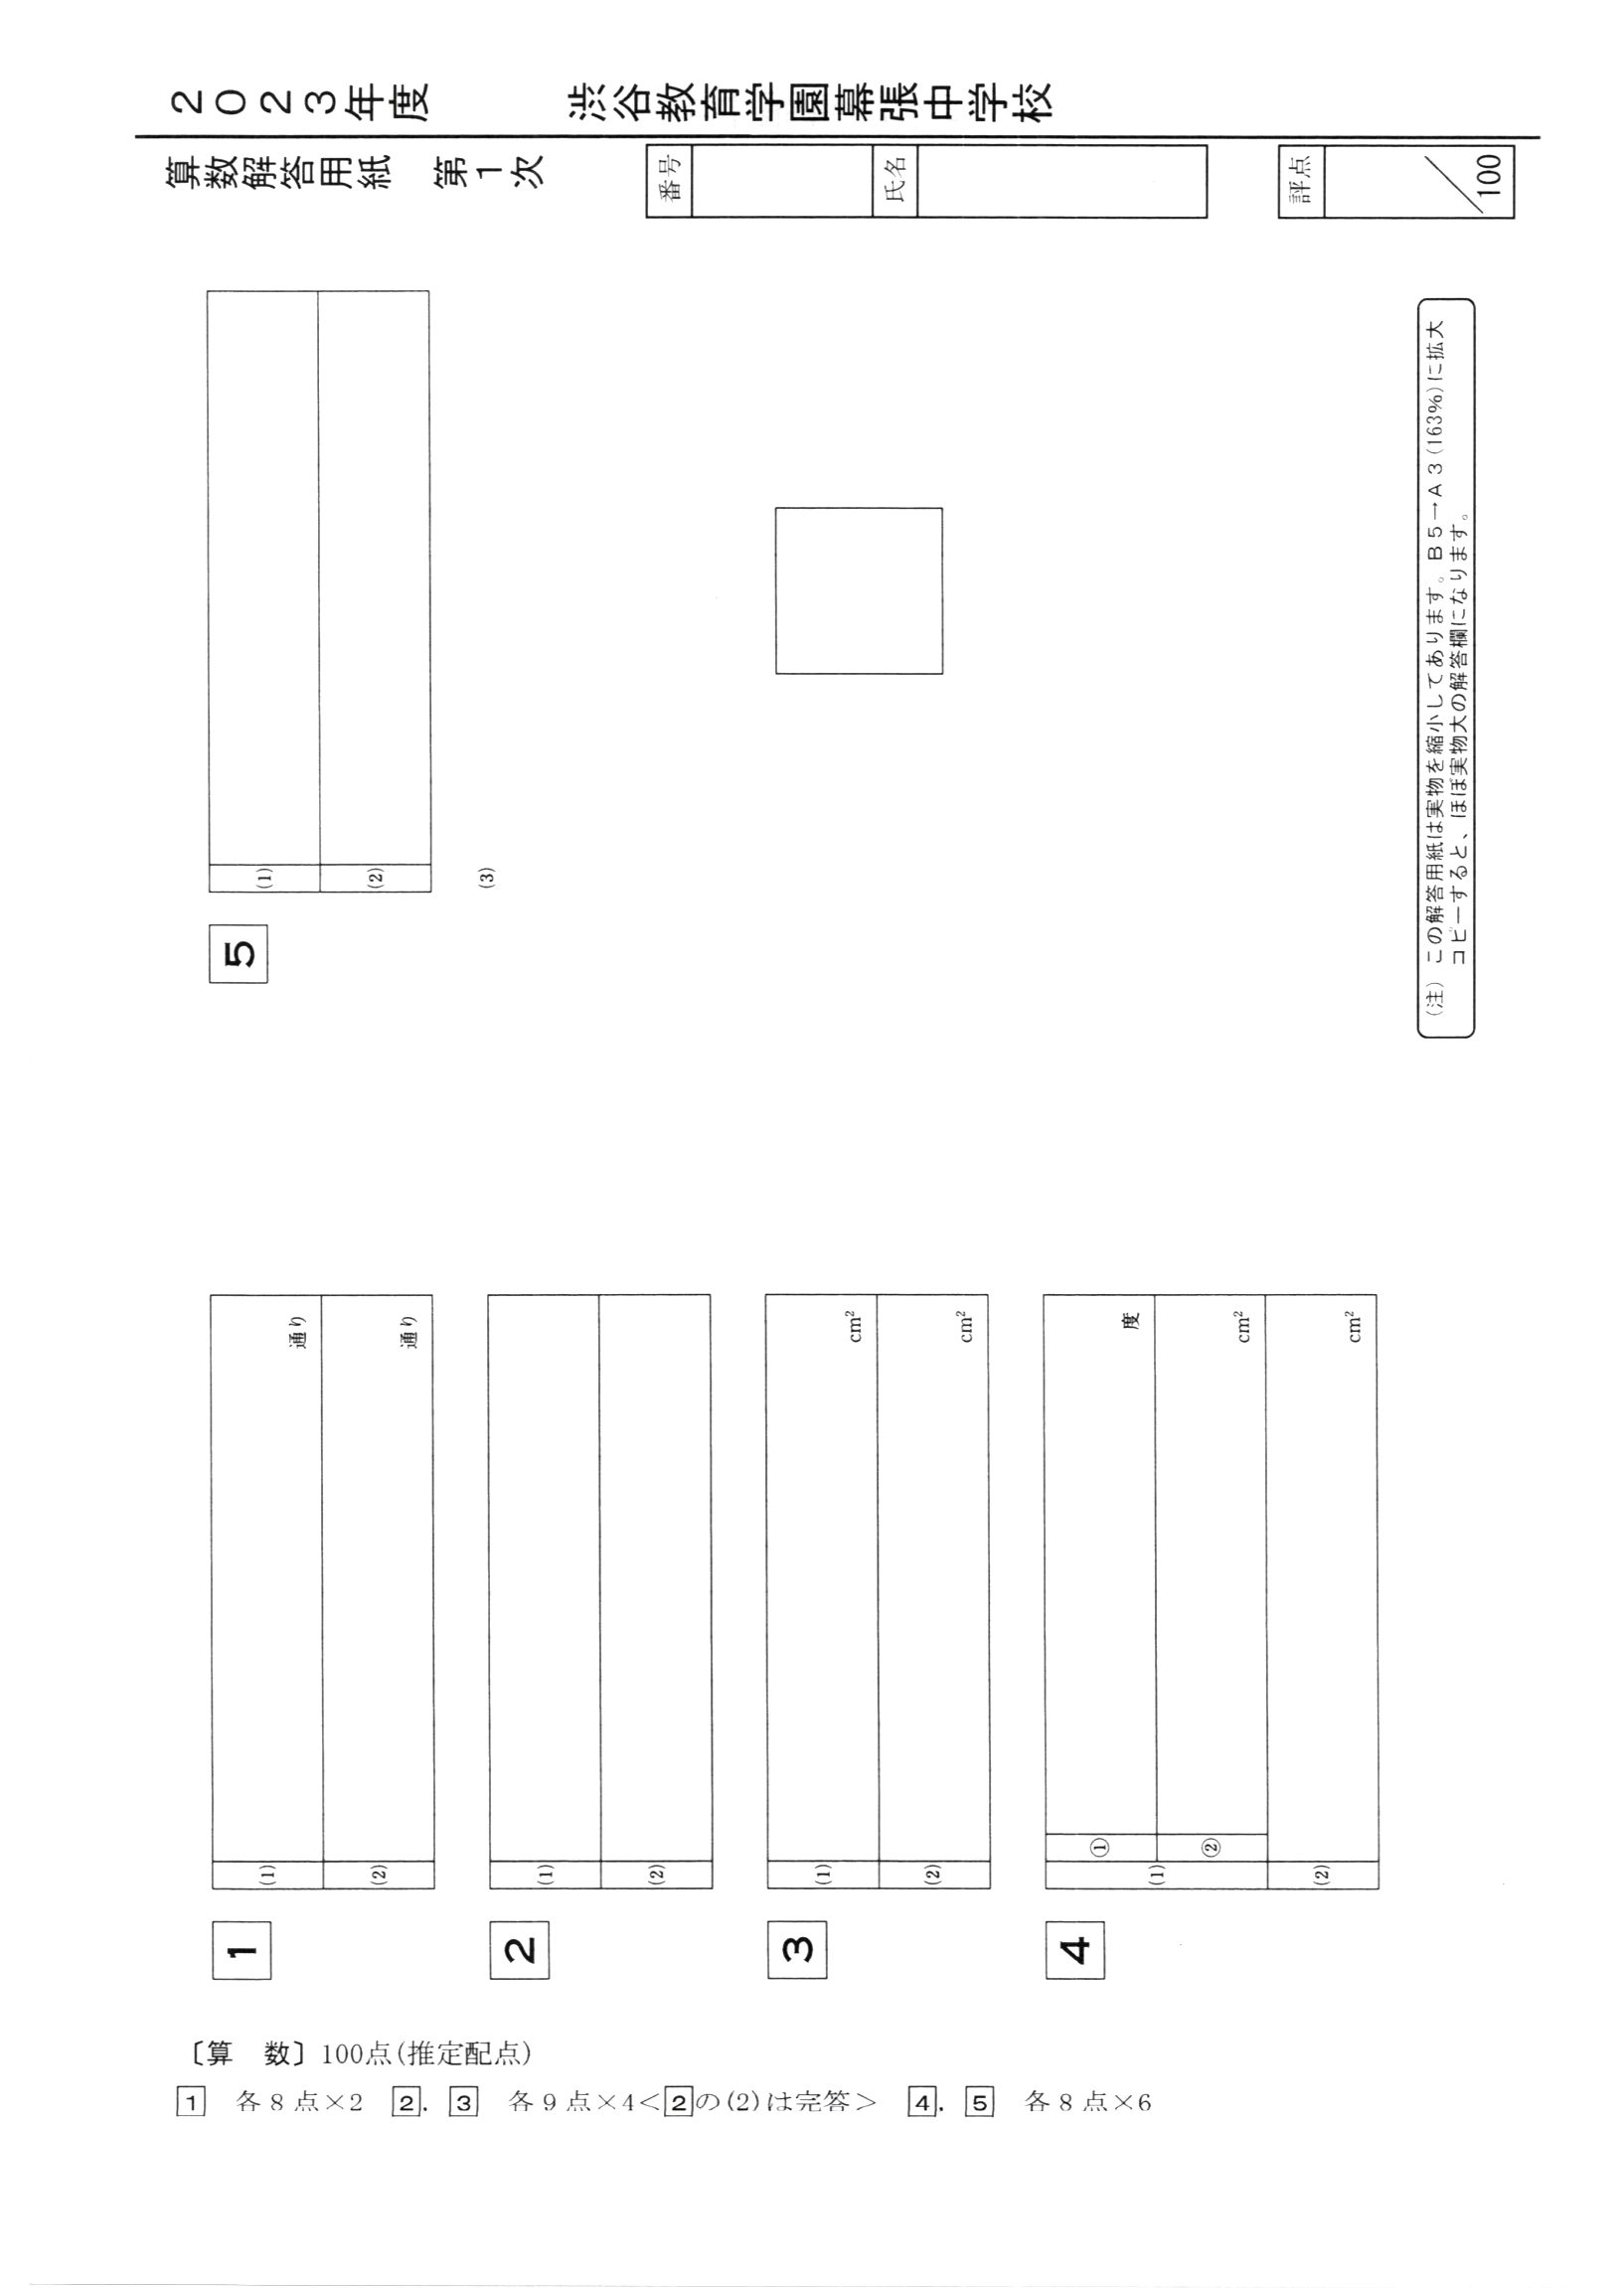 2023年度 渋谷教育学園幕張中学校
算数解答用紙 第1次
番号
氏名
評点
/100
1
(1) 通り
(2) 通り
2
(1)
(2)
3
(1) cm²
(2) cm²
4
(1) ① 度
② cm²
(2) cm²
5
(1)
(2)
(3)
(注) この解答用紙は実物を縮小してあります。B5→A3(163%)に拡大
コピーすると、ほぼ実物大の解答欄になります。
〔算 数〕100点(推定配点)
1 各8点×2 2, 3 各9点×4<2の(2)は完答> 4, 5 各8点×6